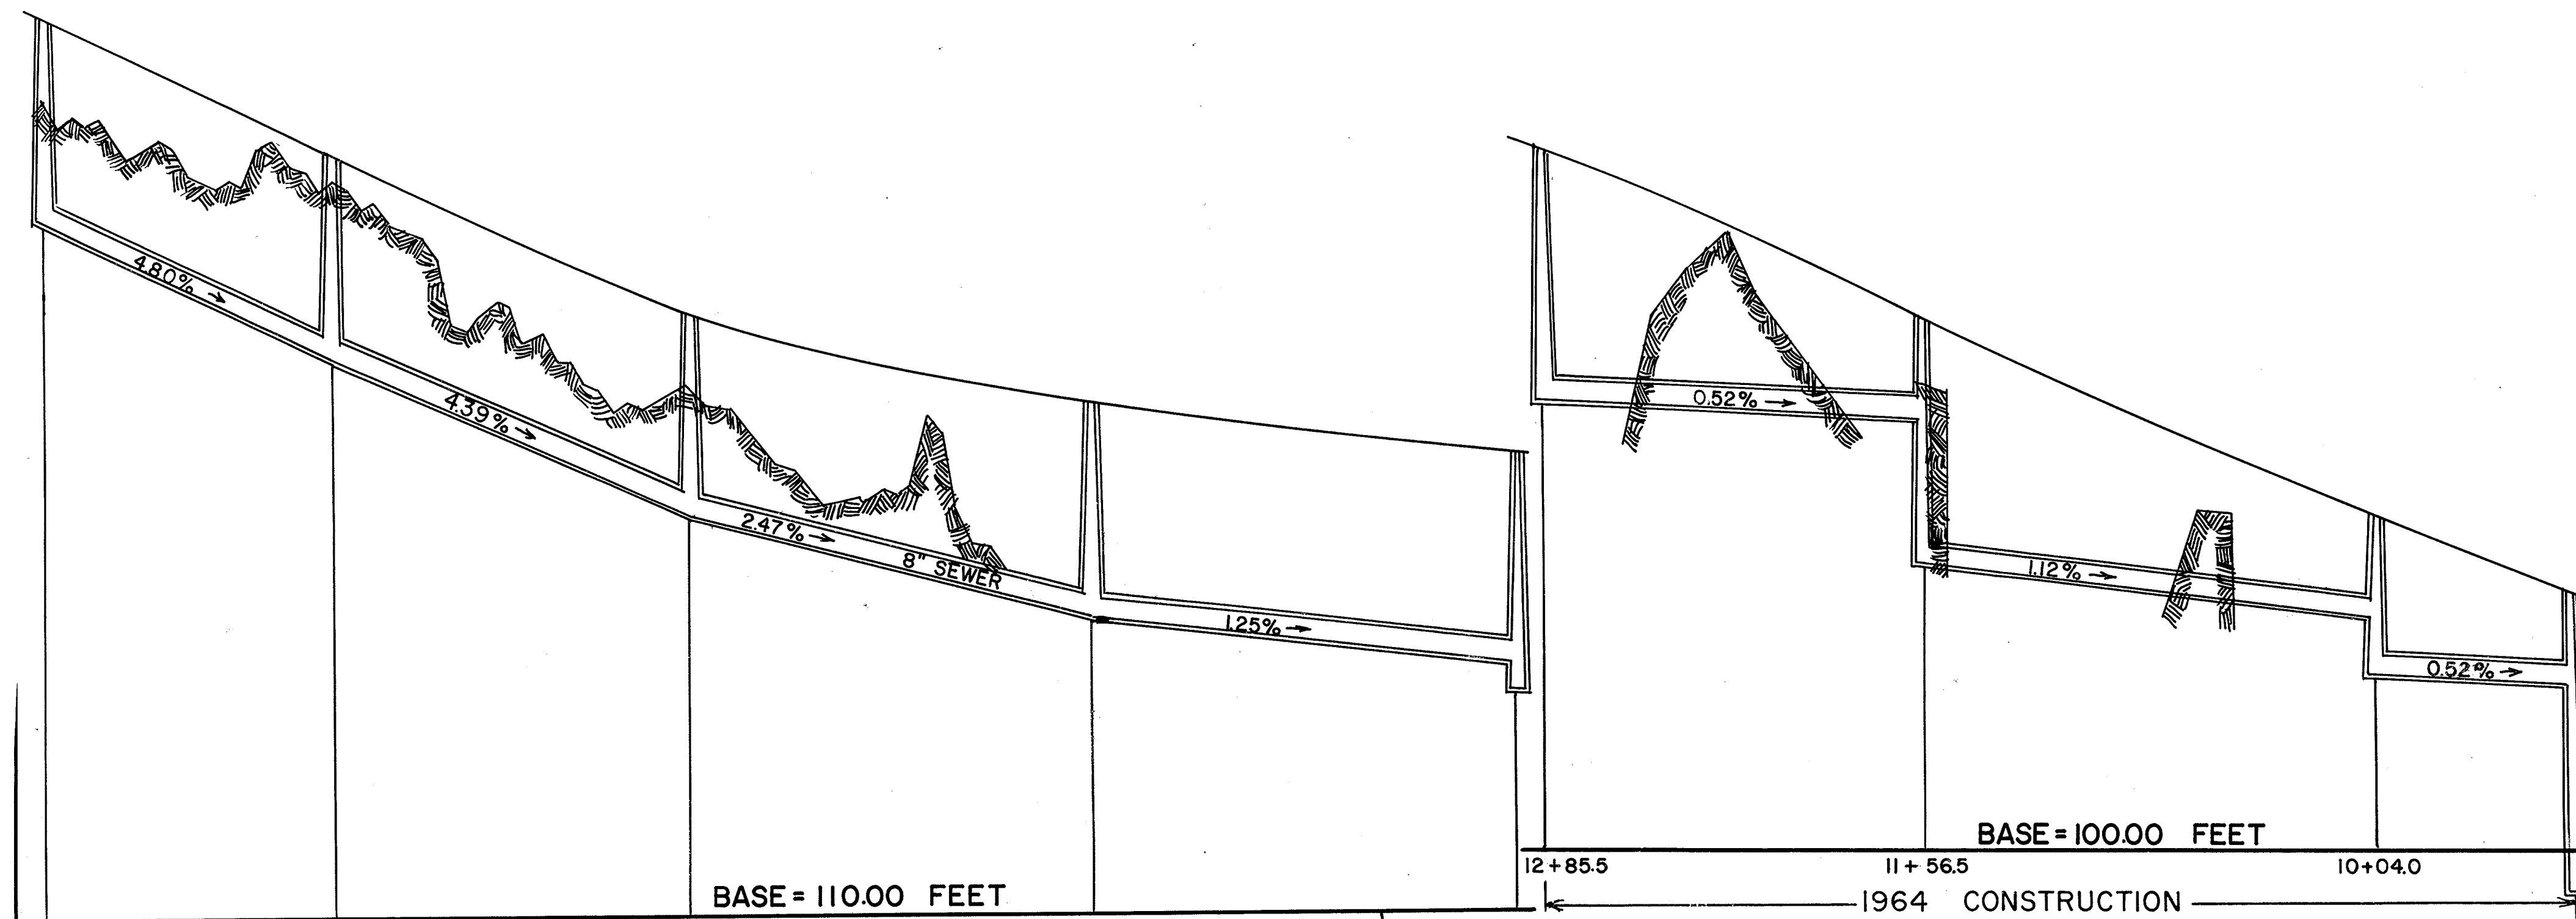 4.80%
4.39%
2.47%
8" SEWER
1.25%
BASE = 110.00 FEET
0.52%
1.12%
0.52%
BASE = 100.00 FEET
12+85.5 11+56.5 10+04.0
1964 CONSTRUCTION